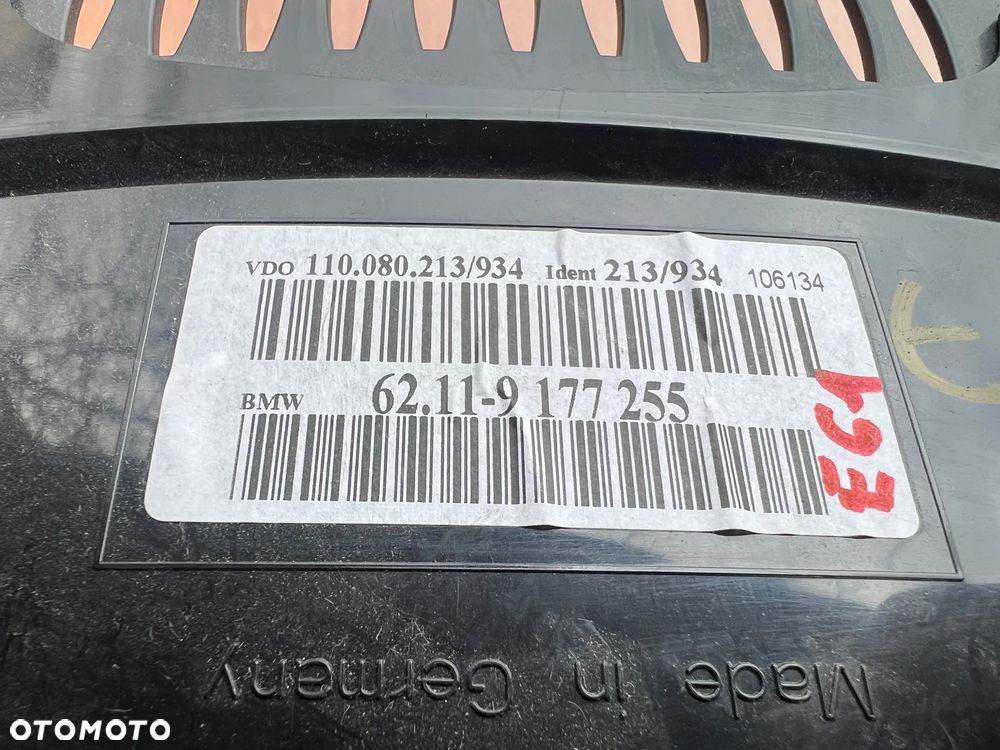 VDO 110.080.213/934 Ident 213/934 106134
BMW 62.11-9 177 255
E61
Made in Germany
OTOMOTO